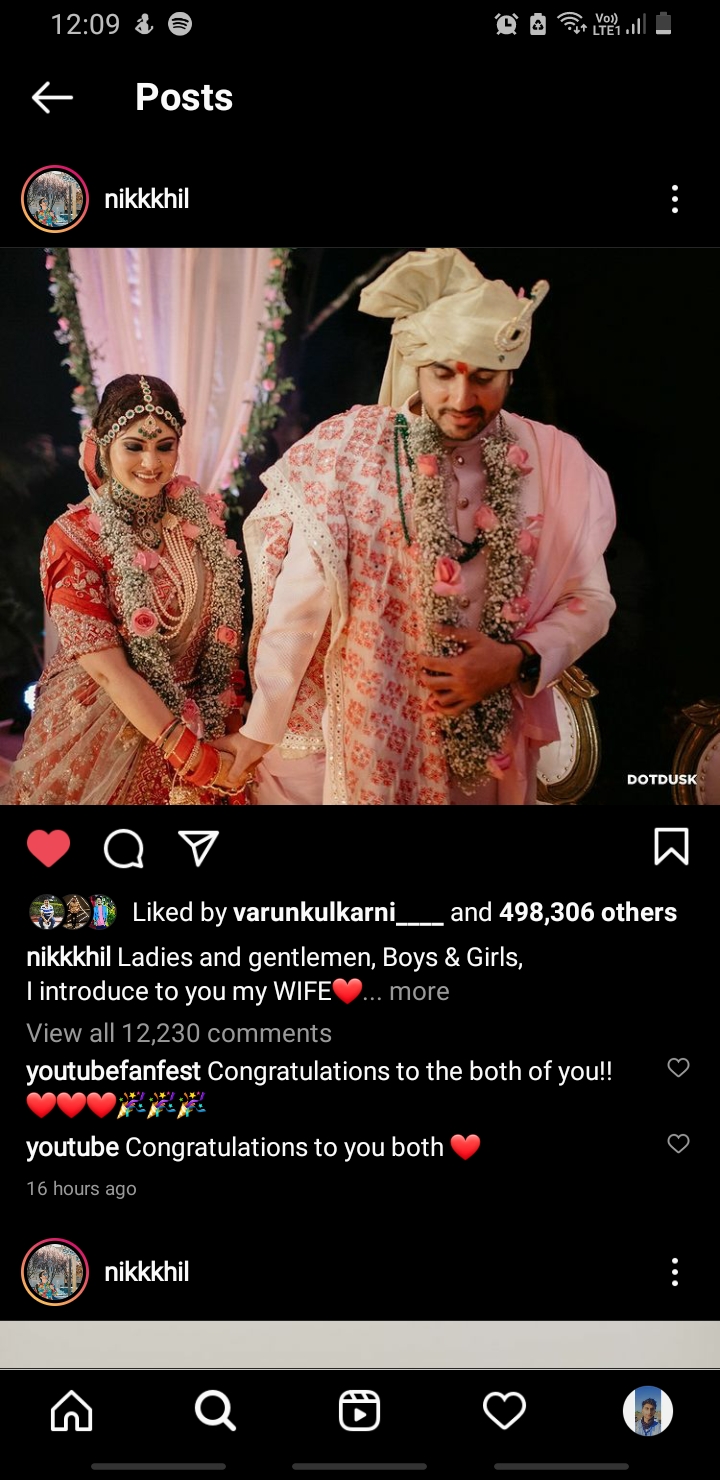 12:09
Vo))
LTE1
Posts
nikkkhil
DOTDUSK
Liked by varunkulkarni____ and 498,306 others
nikkkhil Ladies and gentlemen, Boys & Girls,
I introduce to you my WIFE❤️... more
View all 12,230 comments
youtubefanfest Congratulations to the both of you!!
❤️❤️❤️🎉🎉🎉
youtube Congratulations to you both ❤️
16 hours ago
nikkkhil